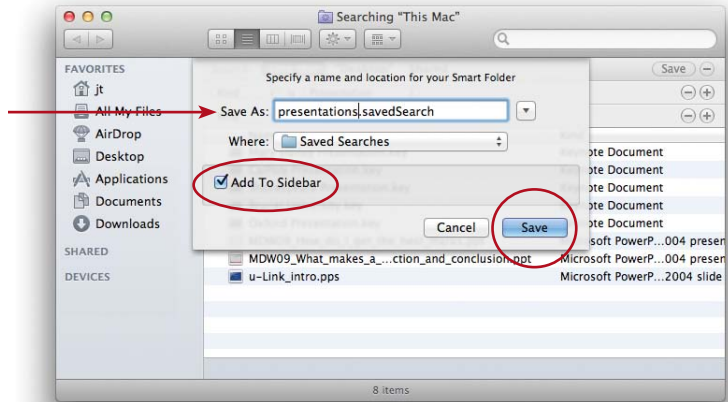 Searching "This Mac"
FAVORITES
jt
All My Files
AirDrop
Desktop
Applications
Documents
Downloads
SHARED
DEVICES
Save
Specify a name and location for your Smart Folder
Save As: presentations.savedSearch
Where: Saved Searches
Add To Sidebar
Cancel Save
ote Document
ote Document
ote Document
ote Document
ote Document
osoft PowerP...004 presen
MDW09_What_makes_a_...ction_and_conclusion.ppt Microsoft PowerP...004 presen
u-Link_intro.pps Microsoft PowerP...2004 slide
8 items